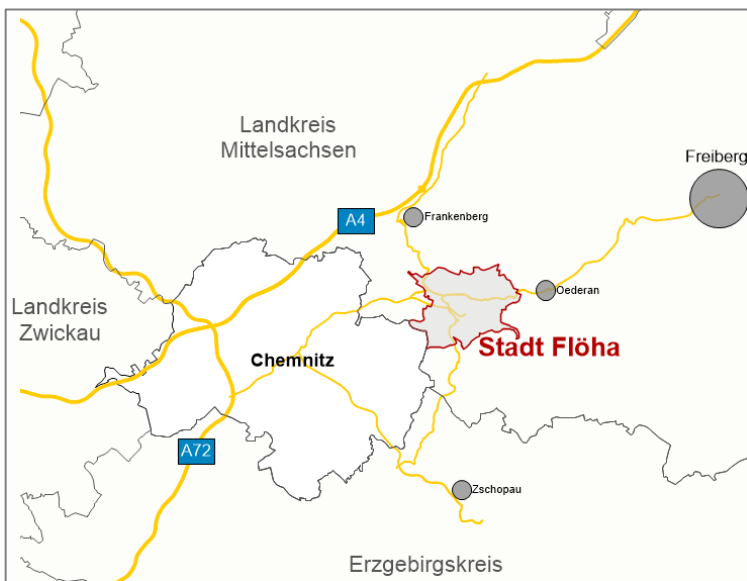 Landkreis
Mittelsachsen
Freiberg
A4
Frankenberg
Landkreis
Zwickau
Oederan
Stadt Flöha
Chemnitz
A72
Zschopau
Erzgebirgskreis